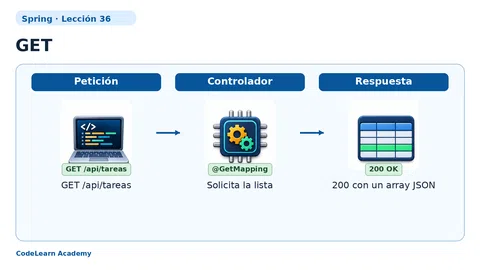 Spring · Lección 36
GET
Petición
Controlador
Respuesta
</>
GET /api/tareas
@GetMapping
200 OK
GET /api/tareas
Solicita la lista
200 con un array JSON
CodeLearn Academy